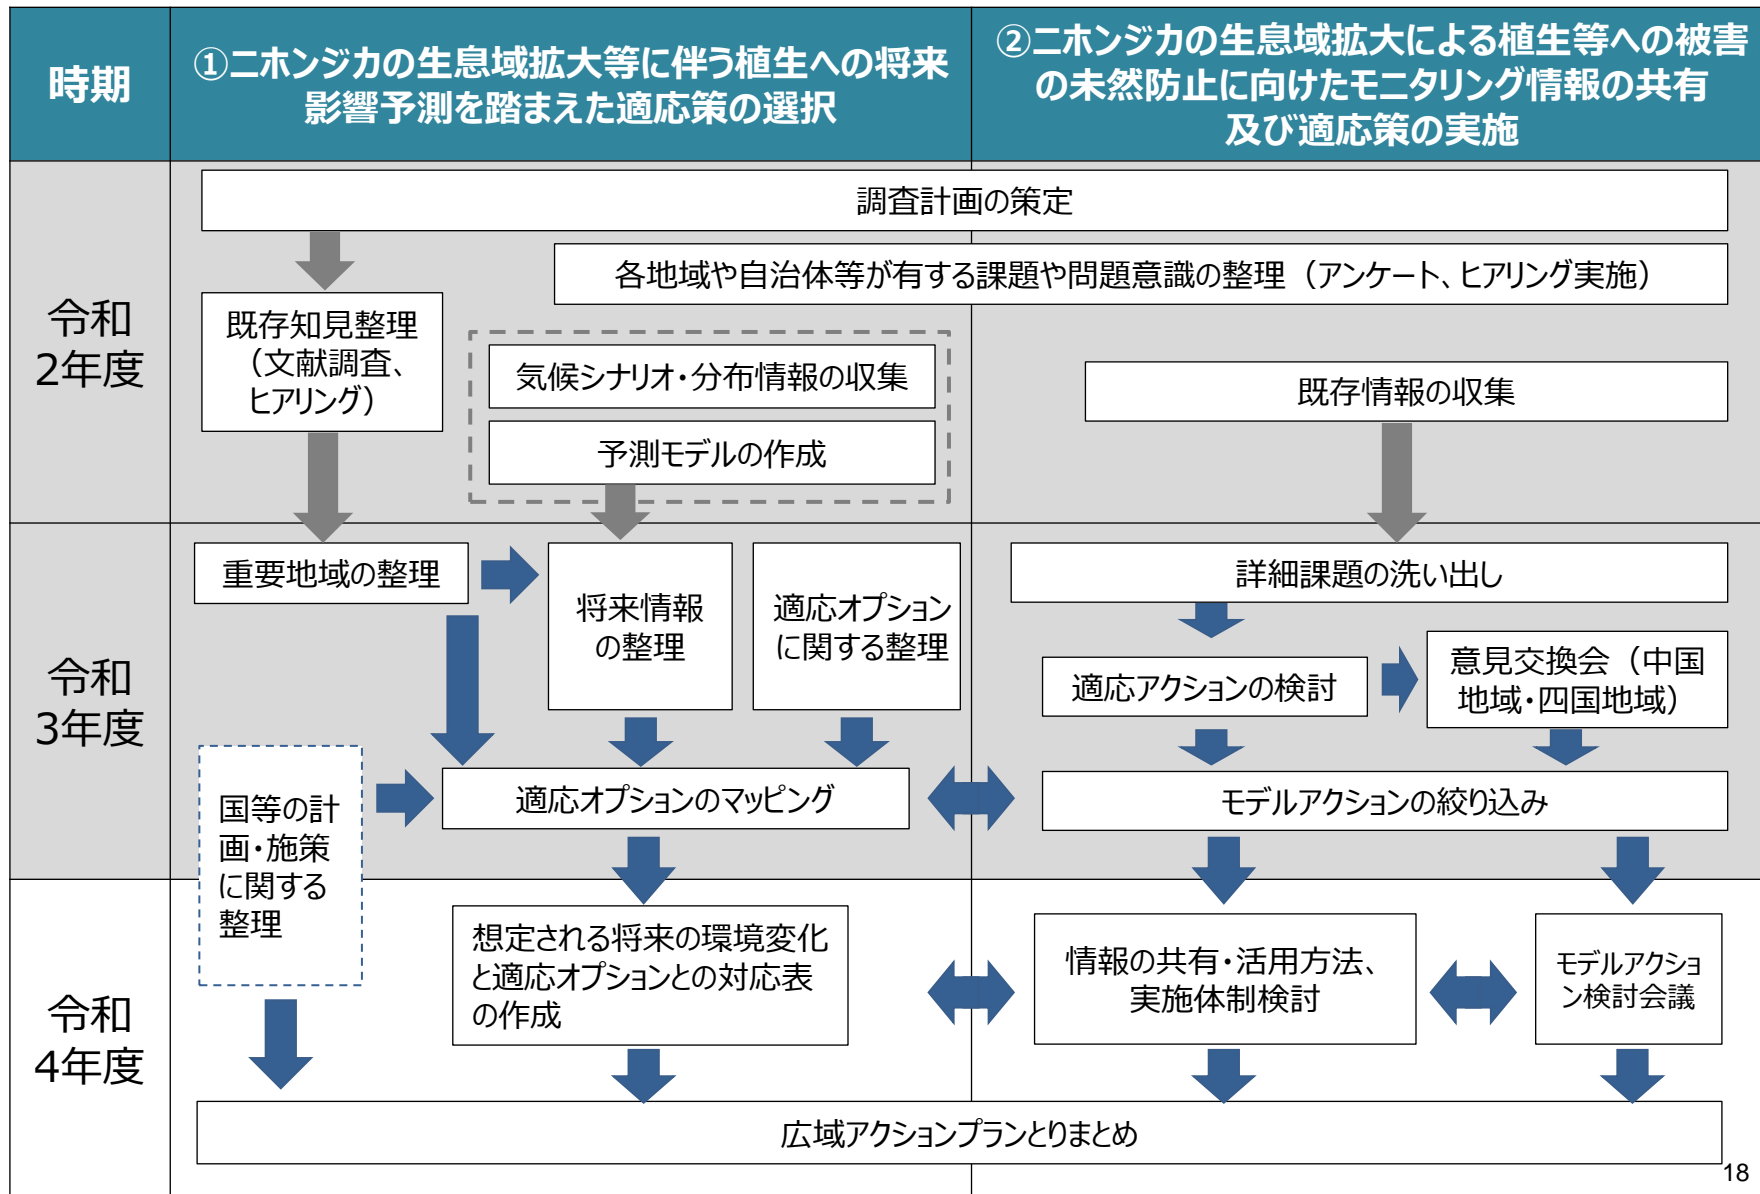 時期
①ニホンジカの生息域拡大等に伴う植生への将来
影響予測を踏まえた適応策の選択
②ニホンジカの生息域拡大による植生等への被害
の未然防止に向けたモニタリング情報の共有
及び適応策の実施
令和
2年度
調査計画の策定
各地域や自治体等が有する課題や問題意識の整理（アンケート、ヒアリング実施）
既存知見整理
（文献調査、
ヒアリング）
気候シナリオ・分布情報の収集
予測モデルの作成
既存情報の収集
令和
3年度
重要地域の整理
将来情報
の整理
適応オプション
に関する整理
詳細課題の洗い出し
適応アクションの検討
意見交換会（中国
地域・四国地域）
国等の計
画・施策
に関する
整理
適応オプションのマッピング
モデルアクションの絞り込み
令和
4年度
想定される将来の環境変化
と適応オプションとの対応表
の作成
情報の共有・活用方法、
実施体制検討
モデルアクショ
ン検討会議
広域アクションプランとりまとめ
18